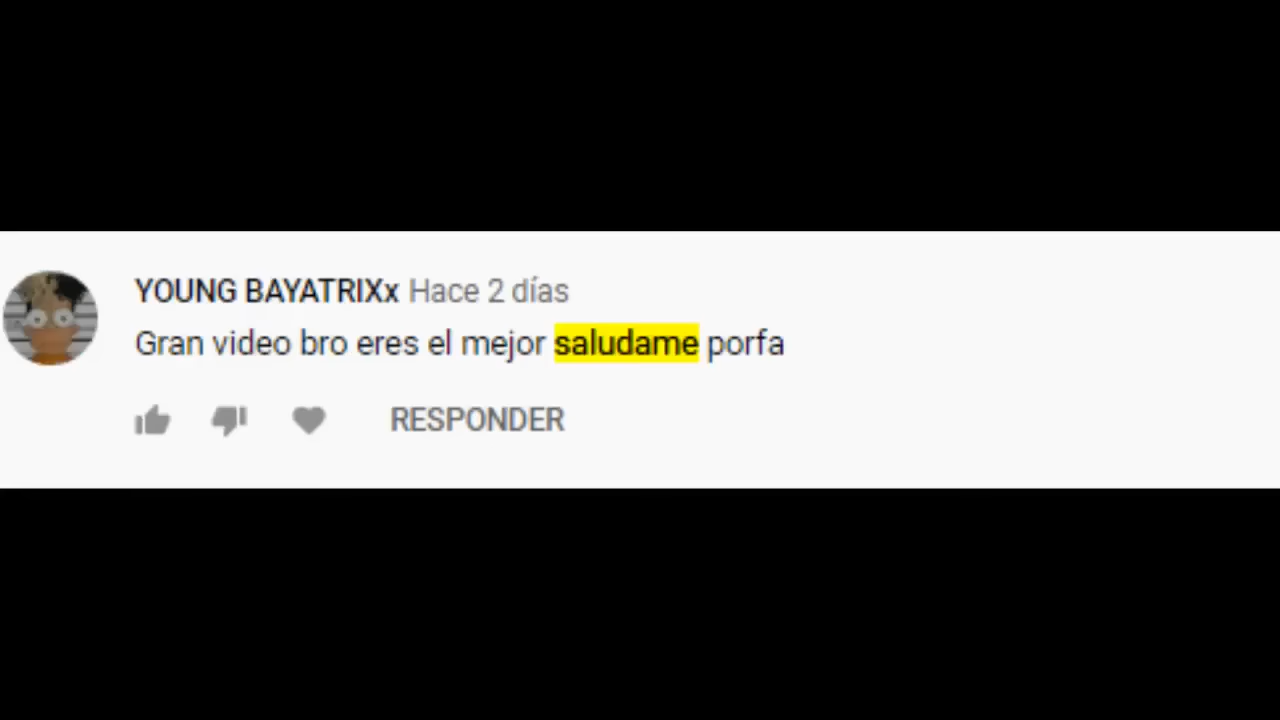 YOUNG BAYATRIXx Hace 2 días
Gran video bro eres el mejor saludame porfa
RESPONDER